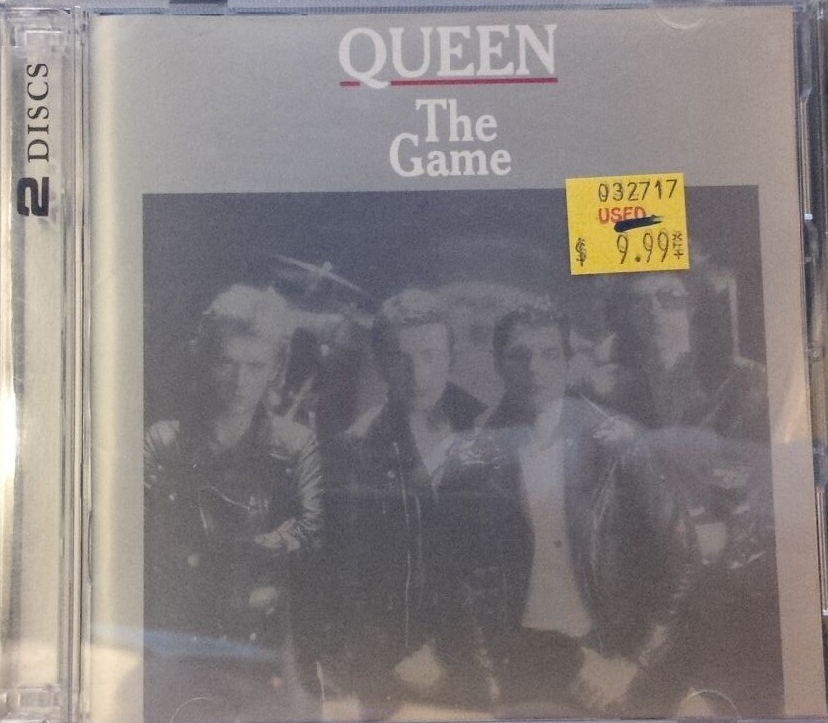 2 DISCS
QUEEN
The
Game
032717
USED
$ 9.99